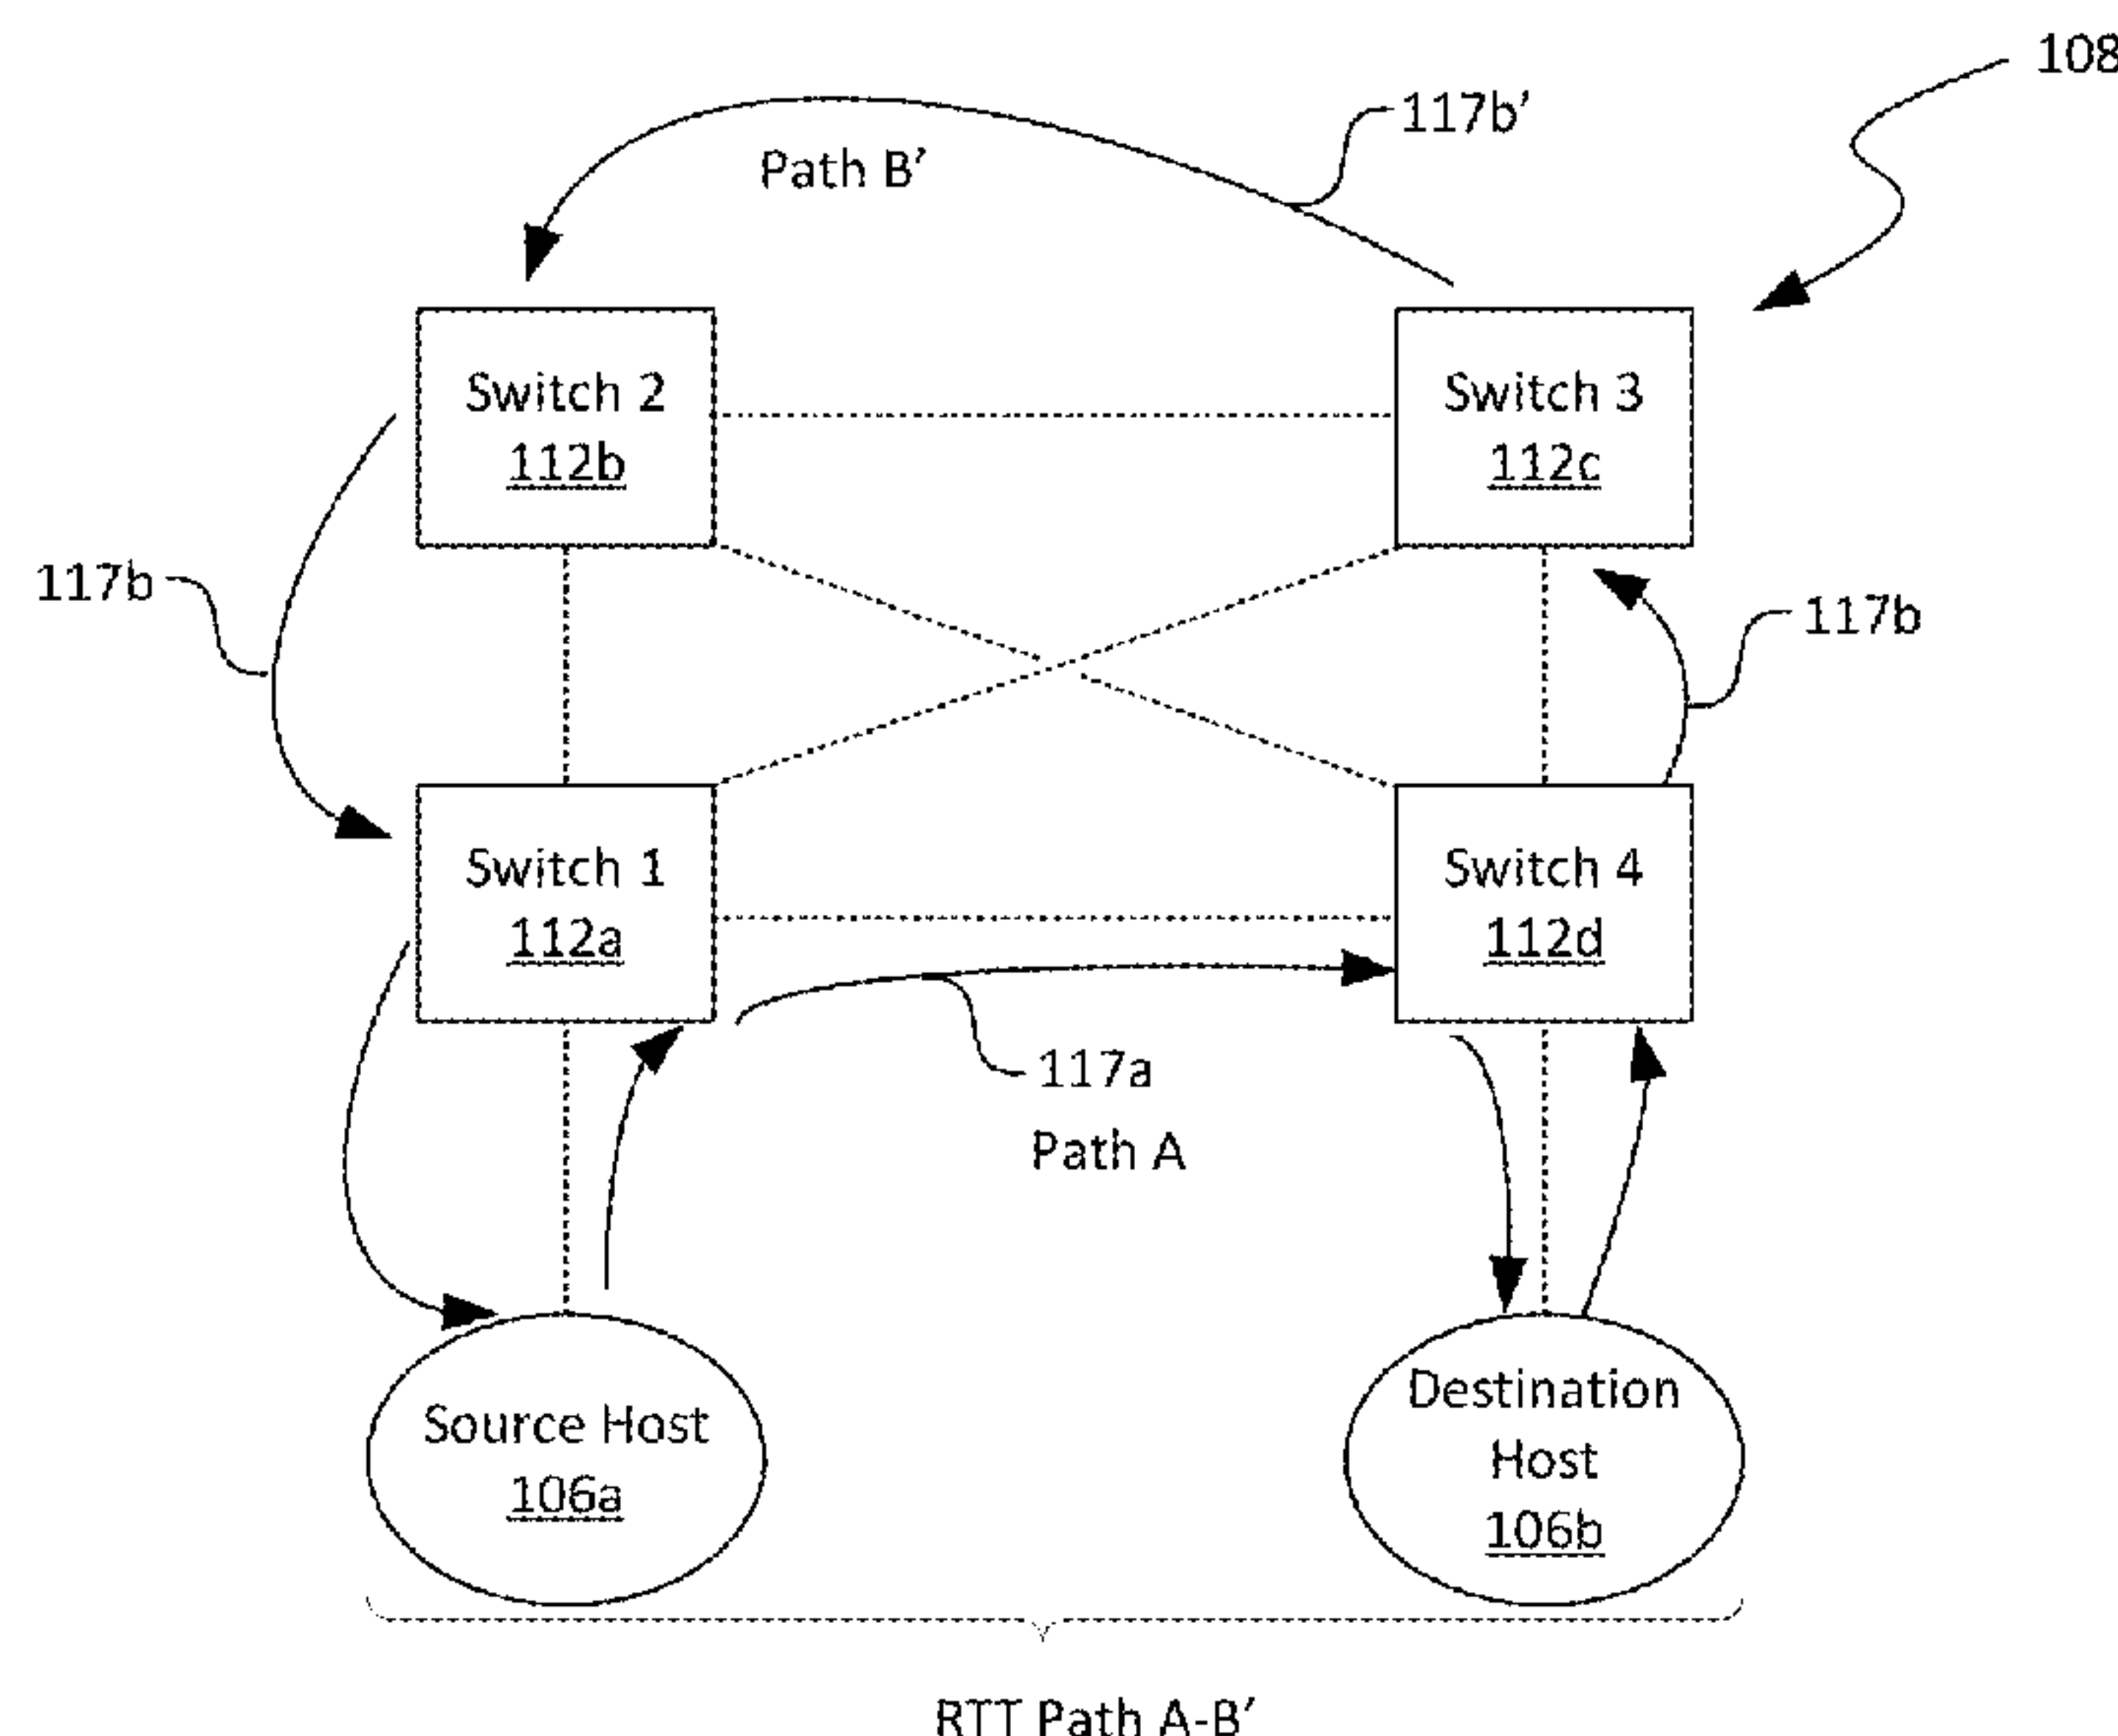 108
117b’
Path B’
Switch 2
112b
Switch 3
112c
117b
117b
Switch 1
112a
Switch 4
112d
117a
Path A
Source Host
106a
Destination
Host
106b
RTT Path A-B’